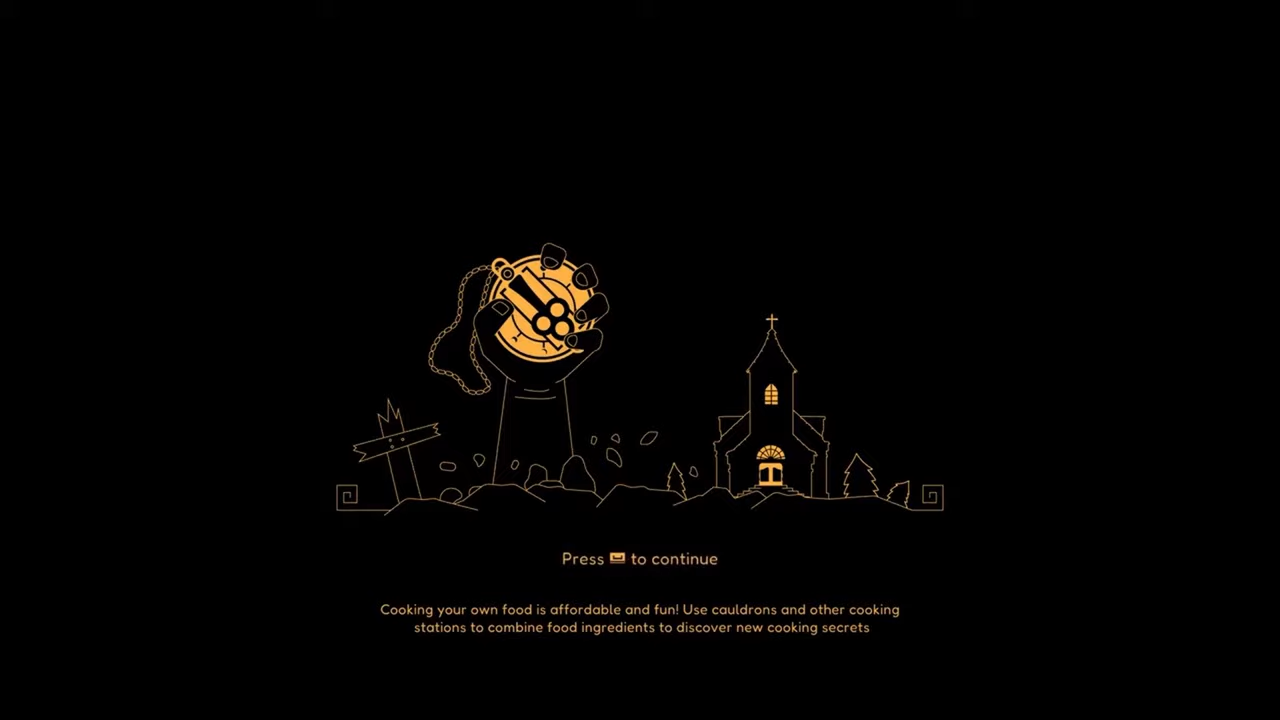 Press to continue
Cooking your own food is affordable and fun! Use cauldrons and other cooking
stations to combine food ingredients to discover new cooking secrets